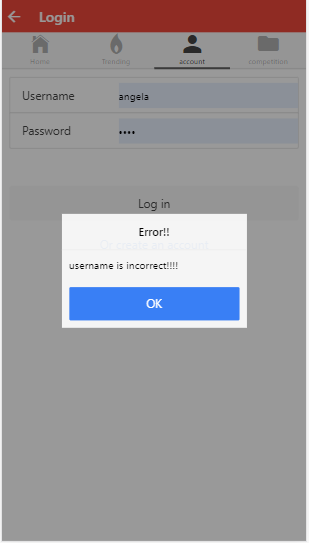 Login
Home
Trending
account
competition
Username
angela
Password
••••
Log in
Error!!
Or create an account
username is incorrect!!!!
OK